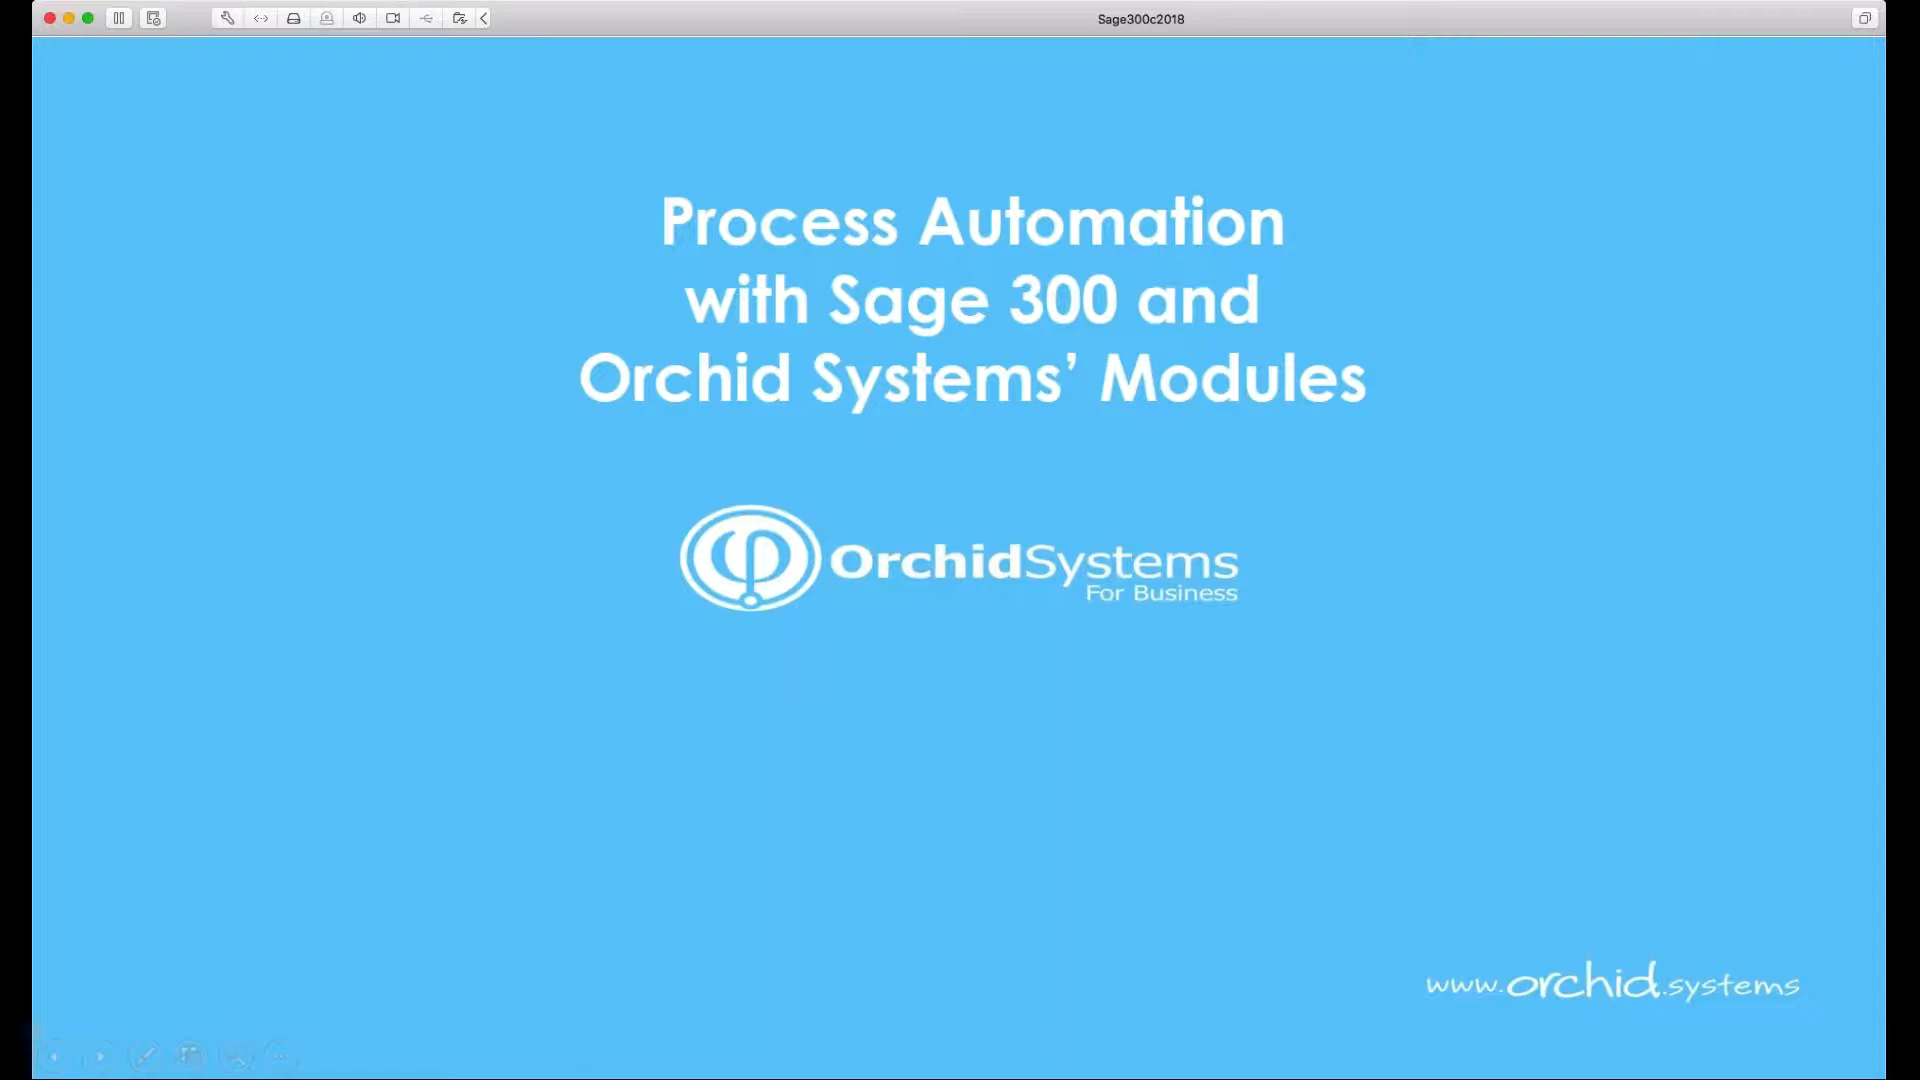 Sage300c2018
Process Automation
with Sage 300 and
Orchid Systems’ Modules
OrchidSystems
For Business
www.orchid.systems